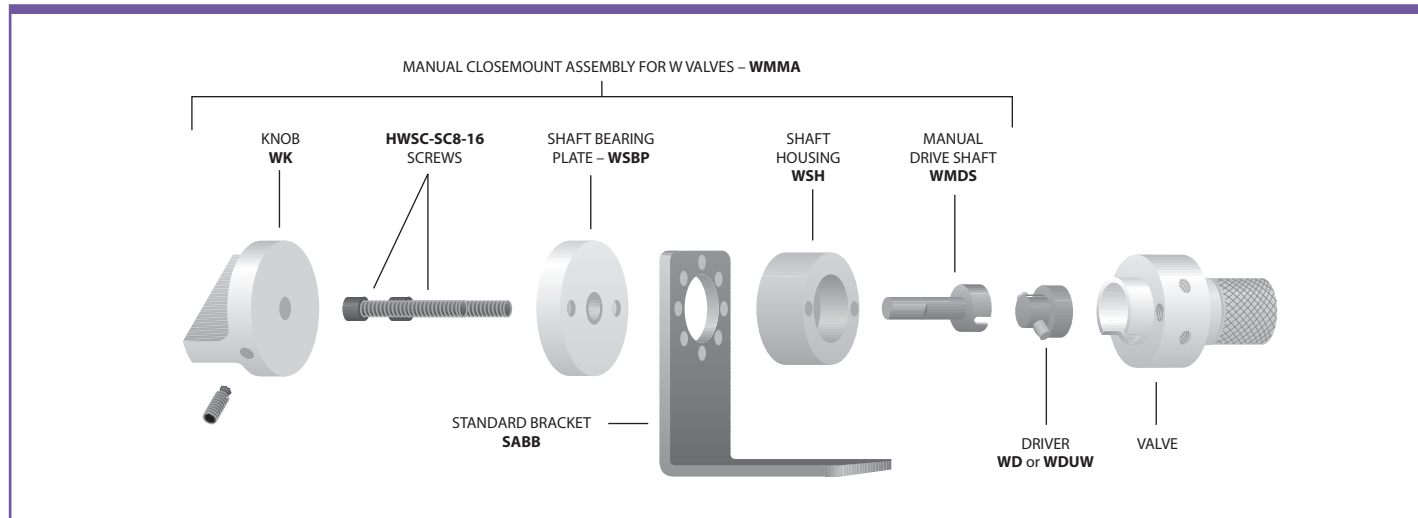 MANUAL CLOSEMOUNT ASSEMBLY FOR W VALVES – WMMA
KNOB
WK
HWSC-SC8-16
SCREWS
SHAFT BEARING
PLATE – WSBP
SHAFT
HOUSING
WSH
MANUAL
DRIVE SHAFT
WMDS
STANDARD BRACKET
SABB
DRIVER
WD or WDUW
VALVE